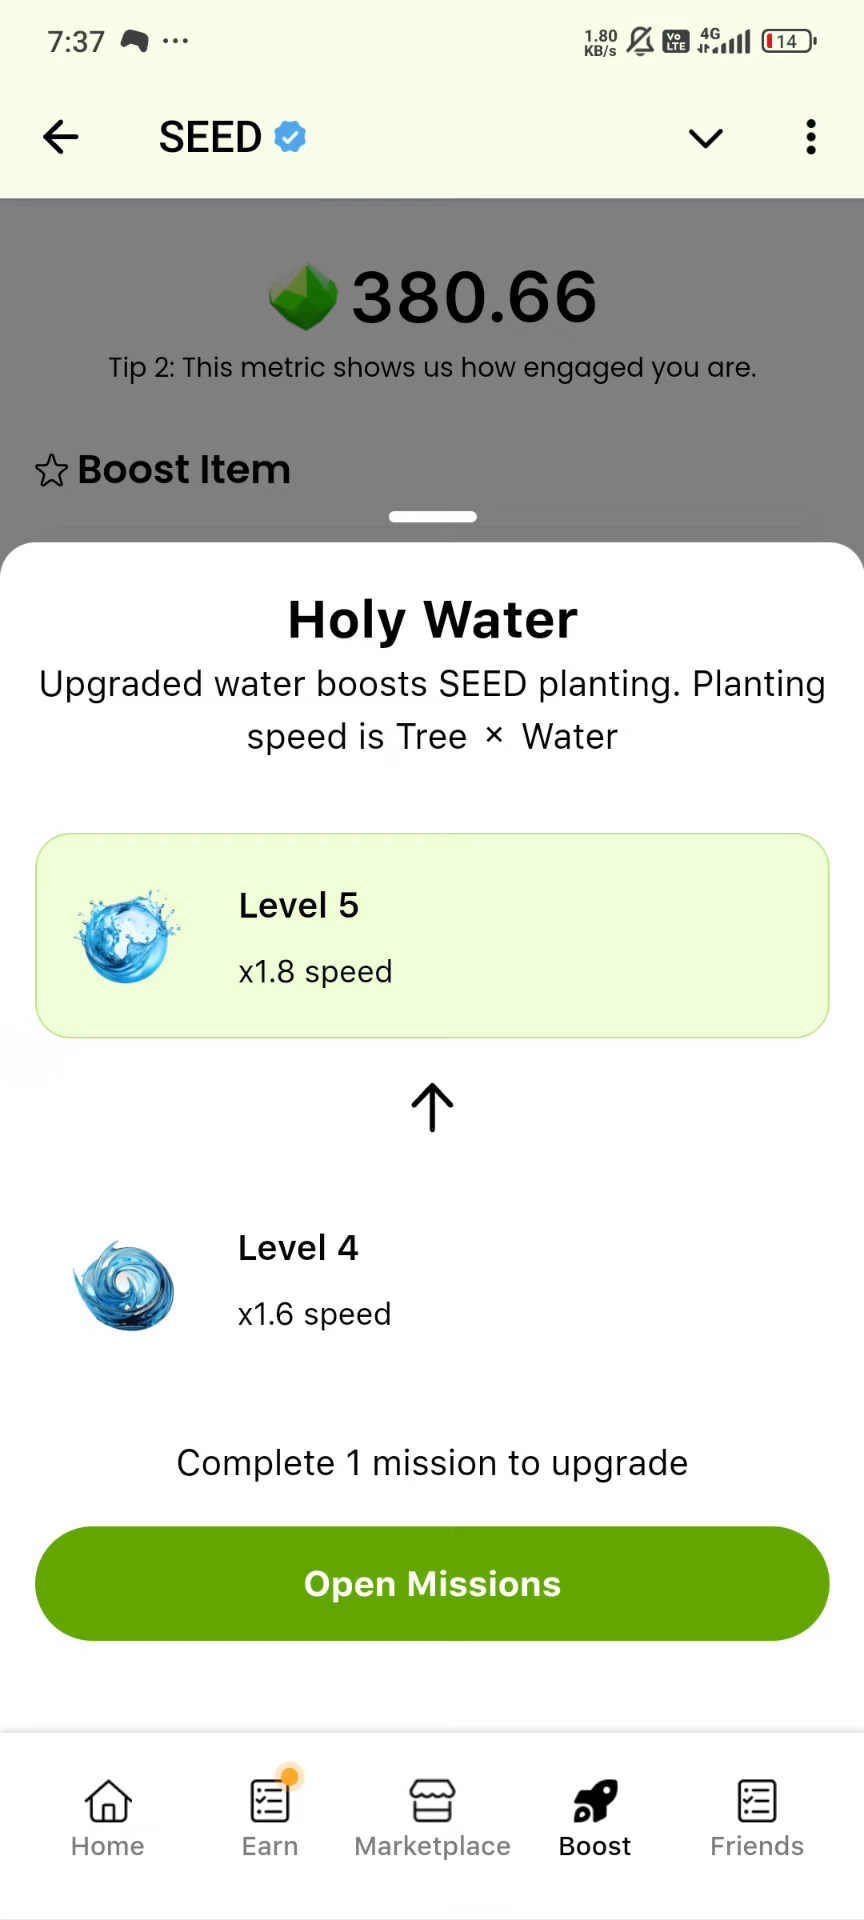 7:37
1.80
KB/s
Vo
LTE
4G
14
SEED
380.66
Tip 2: This metric shows us how engaged you are.
Boost Item
Holy Water
Upgraded water boosts SEED planting. Planting
speed is Tree × Water
Level 5
x1.8 speed
Level 4
x1.6 speed
Complete 1 mission to upgrade
Open Missions
Home
Earn
Marketplace
Boost
Friends